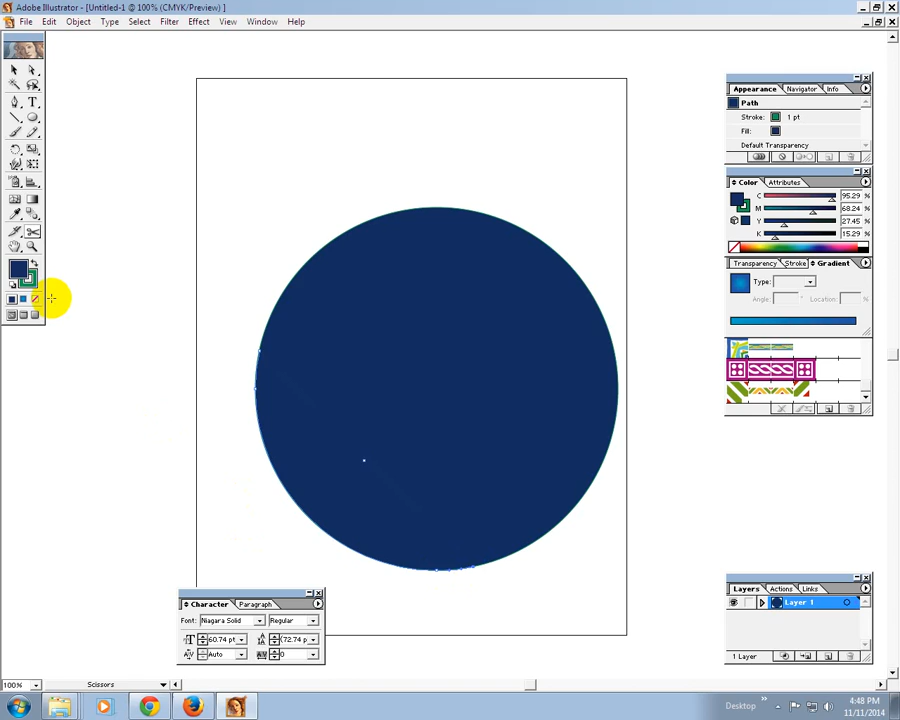 Adobe Illustrator - [Untitled-1 @ 100% (CMYK/Preview) ]
File Edit Object Type Select Filter Effect View Window Help
Appearance Navigator Info
Path
Stroke: 1 pt
Fill:
Default Transparency
Color Attributes
C 95.29 %
M 68.24 %
Y 27.45 %
K 15.29 %
Transparency Stroke Gradient
Type:
Angle: ° Location: %
Character Paragraph
Font: Niagara Solid Regular
60.74 pt (72.74 p
Auto 0
Layers Actions Links
Layer 1
1 Layer
100% Scissors
Desktop »
4:48 PM
11/11/2014